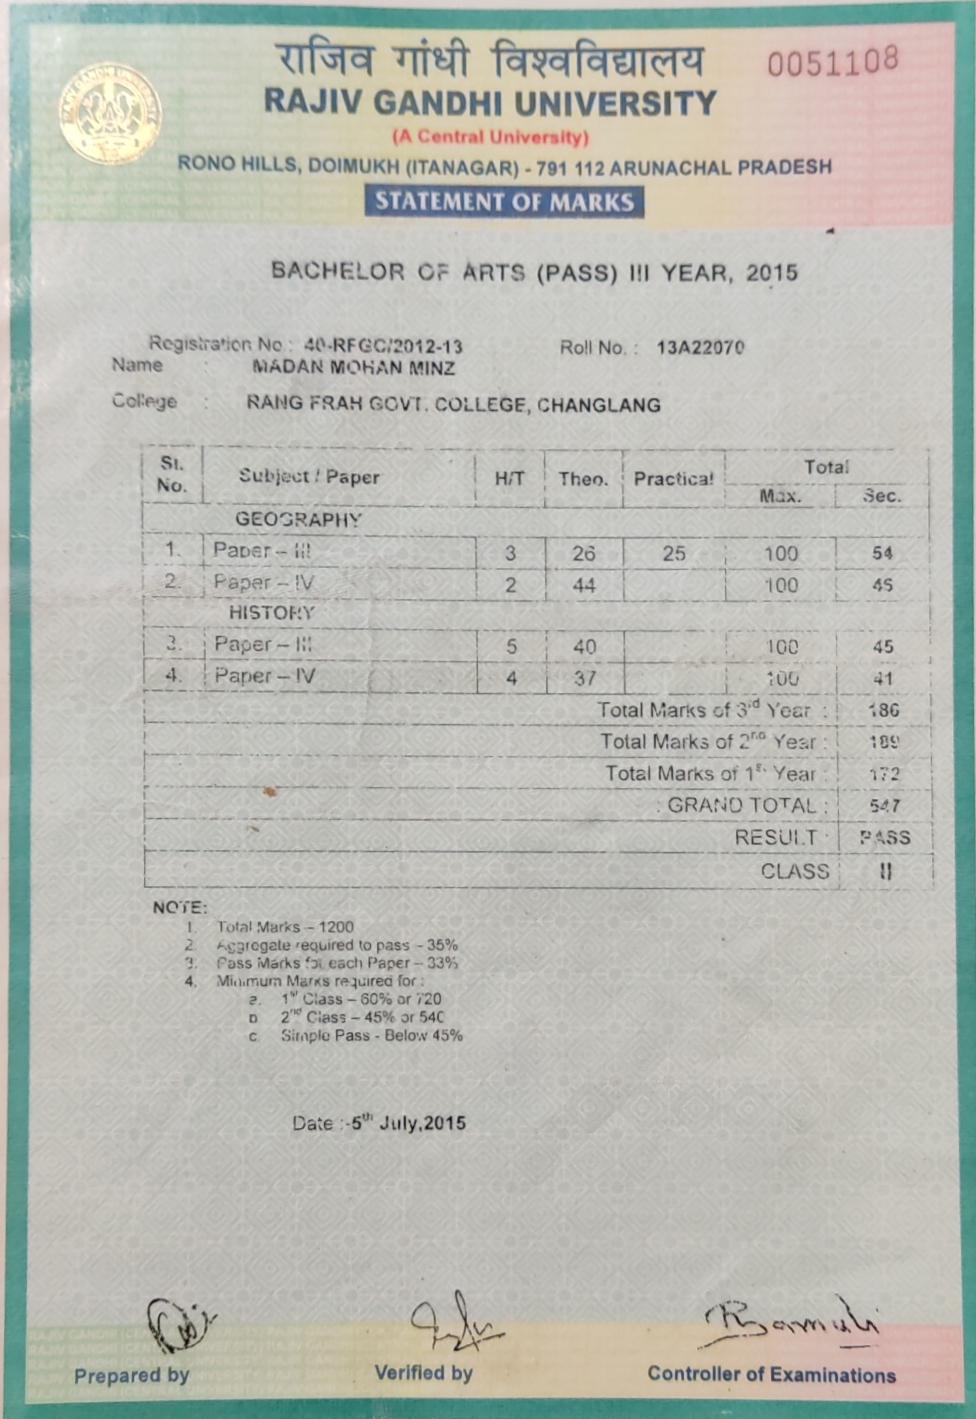 राजिव गांधी विश्वविद्यालय
0051108
RAJIV GANDHI UNIVERSITY
(A Central University)
RONO HILLS, DOIMUKH (ITANAGAR) - 791 112 ARUNACHAL PRADESH
STATEMENT OF MARKS
BACHELOR OF ARTS (PASS) III YEAR, 2015
Registration No : 40-RFGC/2012-13 Roll No. : 13A22070
Name : MADAN MOHAN MINZ
College : RANG FRAH GOVT. COLLEGE, CHANGLANG
Sl. No. Subject / Paper H/T Theo. Practical Total
Max. Sec.
GEOGRAPHY
1. Paper – III 3 26 25 100 54
2. Paper – IV 2 44 100 46
HISTORY
3. Paper – III 5 40 100 45
4. Paper – IV 4 37 100 41
Total Marks of 3rd Year : 186
Total Marks of 2nd Year : 189
Total Marks of 1st Year : 172
: GRAND TOTAL : 547
RESULT : PASS
CLASS II
NOTE:
1. Total Marks – 1200
2. Aggregate required to pass – 35%
3. Pass Marks for each Paper – 33%
4. Minimum Marks required for :
a. 1st Class – 60% or 720
b 2nd Class – 45% or 540
c. Simple Pass - Below 45%
Date :-5th July,2015
Prepared by Verified by Controller of Examinations